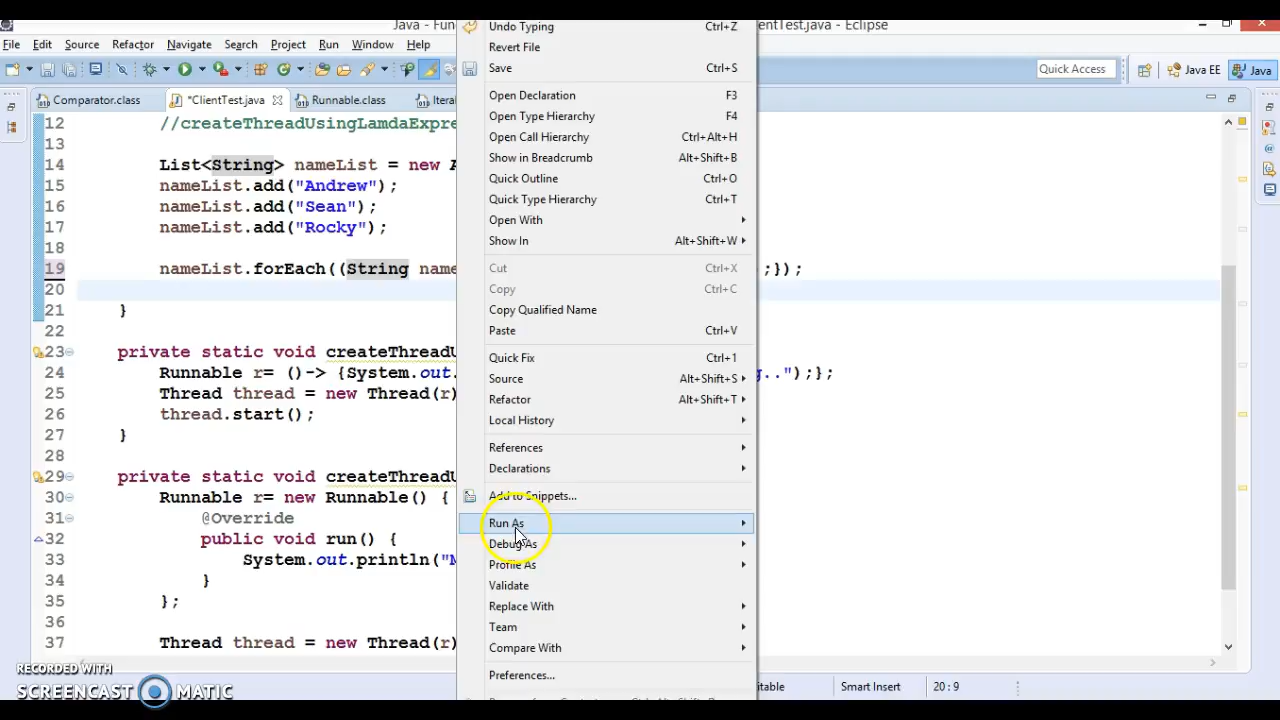 Java - Fun
ientTest.java - Eclipse
File Edit Source Refactor Navigate Search Project Run Window Help
Quick Access Java EE Java
Comparator.class *ClientTest.java Runnable.class Itera
12 //createThreadUsingLamdaExpre
13
14 List<String> nameList = new A
15 nameList.add("Andrew");
16 nameList.add("Sean");
17 nameList.add("Rocky");
18
19 nameList.forEach((String name ;});
20
21 }
22
23 private static void createThreadU
24 Runnable r= ()-> {System.out. g..");};
25 Thread thread = new Thread(r)
26 thread.start();
27 }
28
29 private static void createThreadU
30 Runnable r= new Runnable() {
31 @Override
32 public void run() {
33 System.out.println("M
34 }
35 };
36
37 Thread thread = new Thread(r)
Undo Typing Ctrl+Z
Revert File
Save Ctrl+S
Open Declaration F3
Open Type Hierarchy F4
Open Call Hierarchy Ctrl+Alt+H
Show in Breadcrumb Alt+Shift+B
Quick Outline Ctrl+O
Quick Type Hierarchy Ctrl+T
Open With
Show In Alt+Shift+W
Cut Ctrl+X
Copy Ctrl+C
Copy Qualified Name
Paste Ctrl+V
Quick Fix Ctrl+1
Source Alt+Shift+S
Refactor Alt+Shift+T
Local History
References
Declarations
Add to Snippets...
Run As
Debug As
Profile As
Validate
Replace With
Team
Compare With
Preferences...
itable Smart Insert 20 : 9
RECORDED WITH
SCREENCAST MATIC